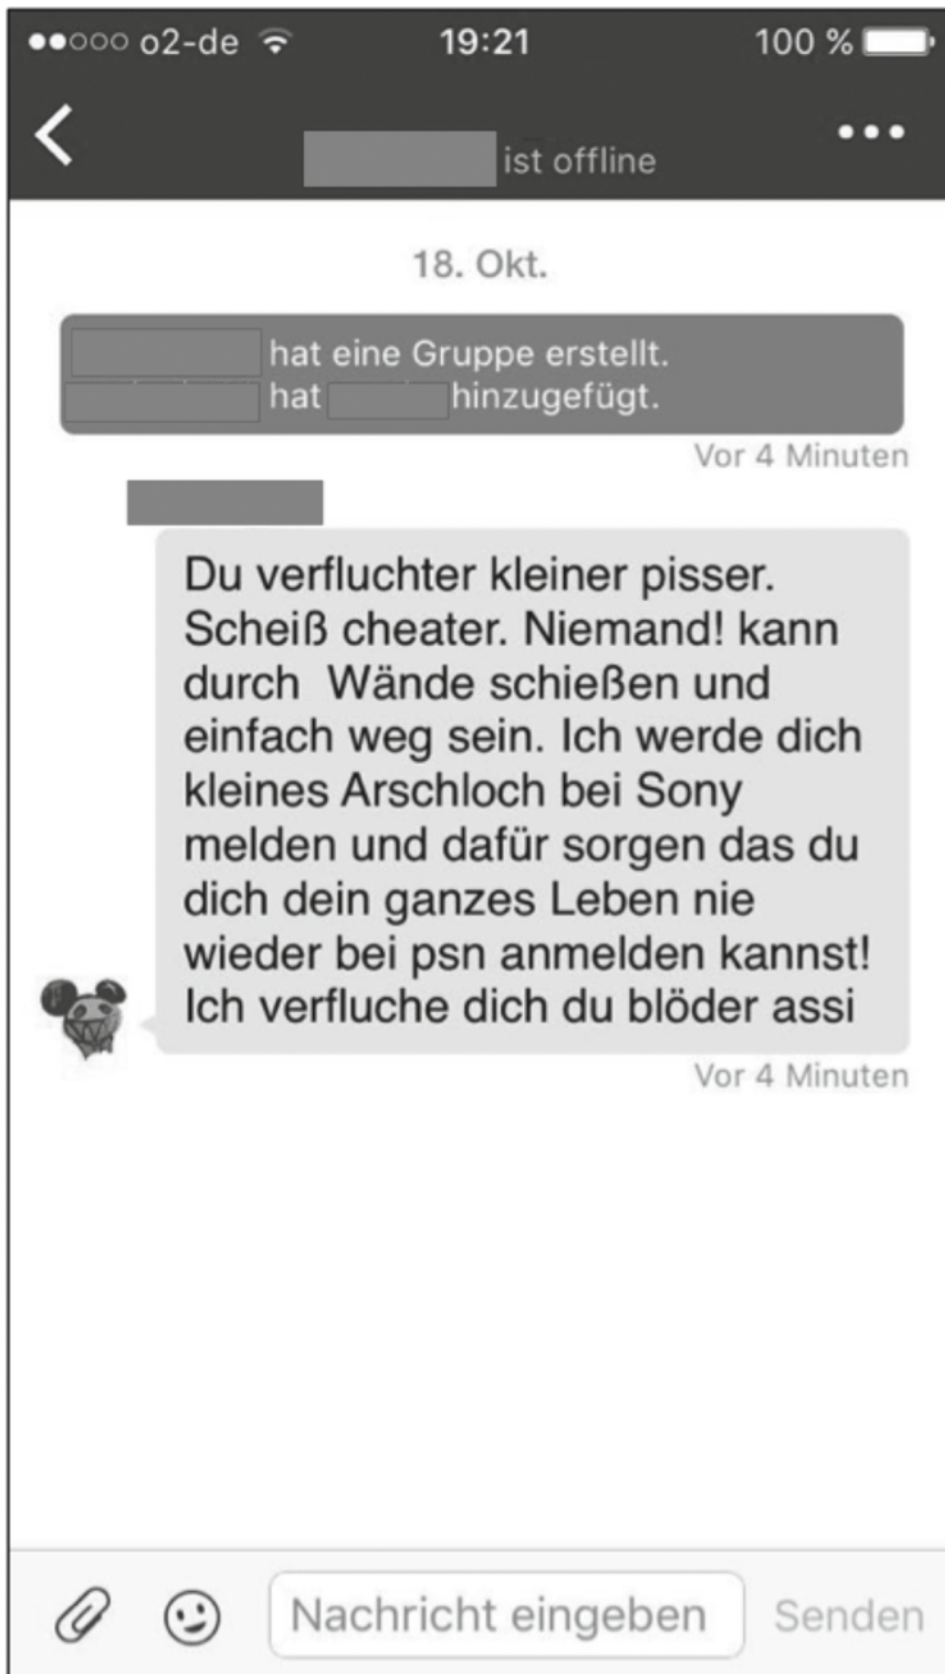 o2-de 19:21 100 %
ist offline
18. Okt.
hat eine Gruppe erstellt.
hat hinzugefügt.
Vor 4 Minuten
Du verfluchter kleiner pisser.
Scheiß cheater. Niemand! kann
durch  Wände schießen und
einfach weg sein. Ich werde dich
kleines Arschloch bei Sony
melden und dafür sorgen das du
dich dein ganzes Leben nie
wieder bei psn anmelden kannst!
Ich verfluche dich du blöder assi
Vor 4 Minuten
Nachricht eingeben Senden